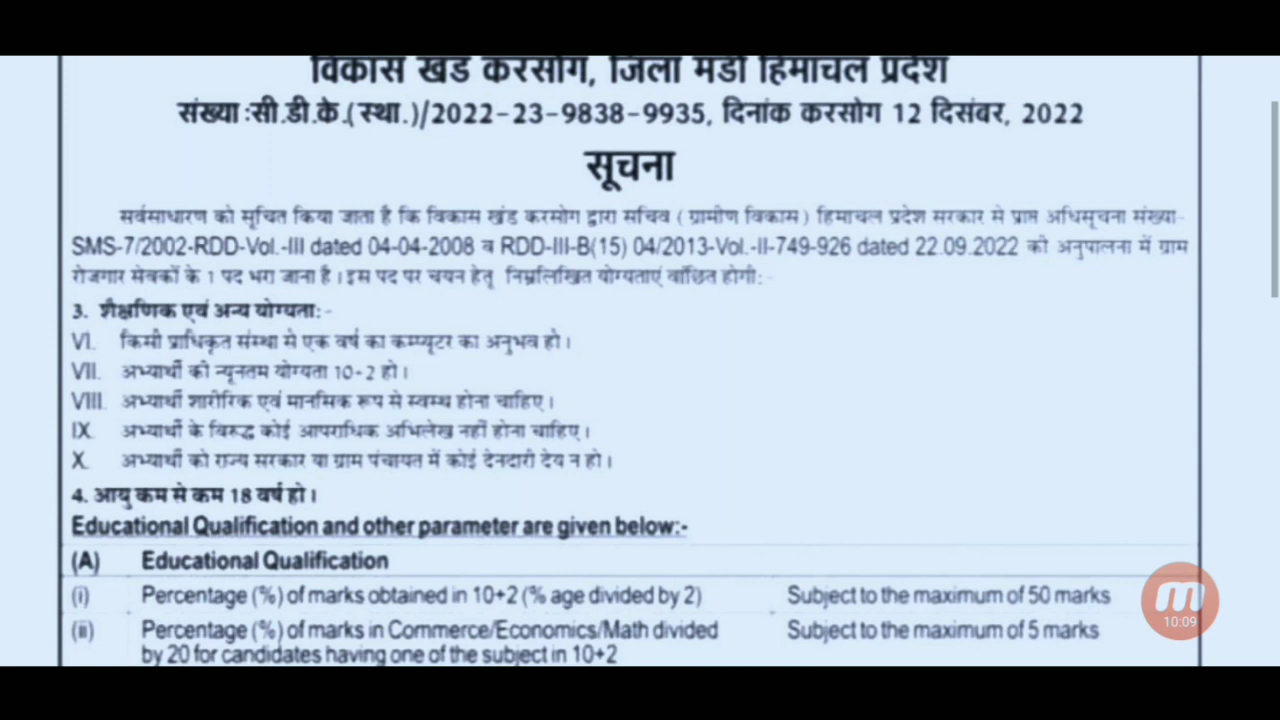 विकास खंड करसोग, जिला मंडी हिमाचल प्रदेश
संख्या :सी.डी.के.(स्था.)/2022-23-9838-9935, दिनांक करसोग 12 दिसंबर, 2022
सूचना
सर्वसाधारण को सूचित किया जाता है कि विकास खंड करसोग द्वारा सचिव (ग्रामीण विकास) हिमाचल प्रदेश सरकार से प्राप्त अधिसूचना संख्या-
SMS-7/2002-RDD-Vol.-III dated 04-04-2008 व RDD-III-B(15) 04/2013-Vol.-II-749-926 dated 22.09.2022 की अनुपालना में ग्राम
रोजगार सेवकों के 1 पद भरा जाना है। इस पद पर चयन हेतू निम्नलिखित योग्यताएं वांछित होगी:-
3. शैक्षणिक एवं अन्य योग्यता:-
VI. किसी प्राधिकृत संस्था से एक वर्ष का कम्प्यूटर का अनुभव हो।
VII. अभ्यार्थी की न्यूनतम योग्यता 10+2 हो।
VIII. अभ्यार्थी शारीरिक एवं मानसिक रूप से स्वस्थ होना चाहिए।
IX. अभ्यार्थी के विरुद्ध कोई आपराधिक अभिलेख नहीं होना चाहिए।
X. अभ्यार्थी को राज्य सरकार या ग्राम पंचायत में कोई देनदारी देय न हो।
4. आयु कम से कम 18 वर्ष हो।
Educational Qualification and other parameter are given below:-
(A) Educational Qualification
(i) Percentage (%) of marks obtained in 10+2 (% age divided by 2) Subject to the maximum of 50 marks
(ii) Percentage (%) of marks in Commerce/Economics/Math divided Subject to the maximum of 5 marks
by 20 for candidates having one of the subject in 10+2
10:09